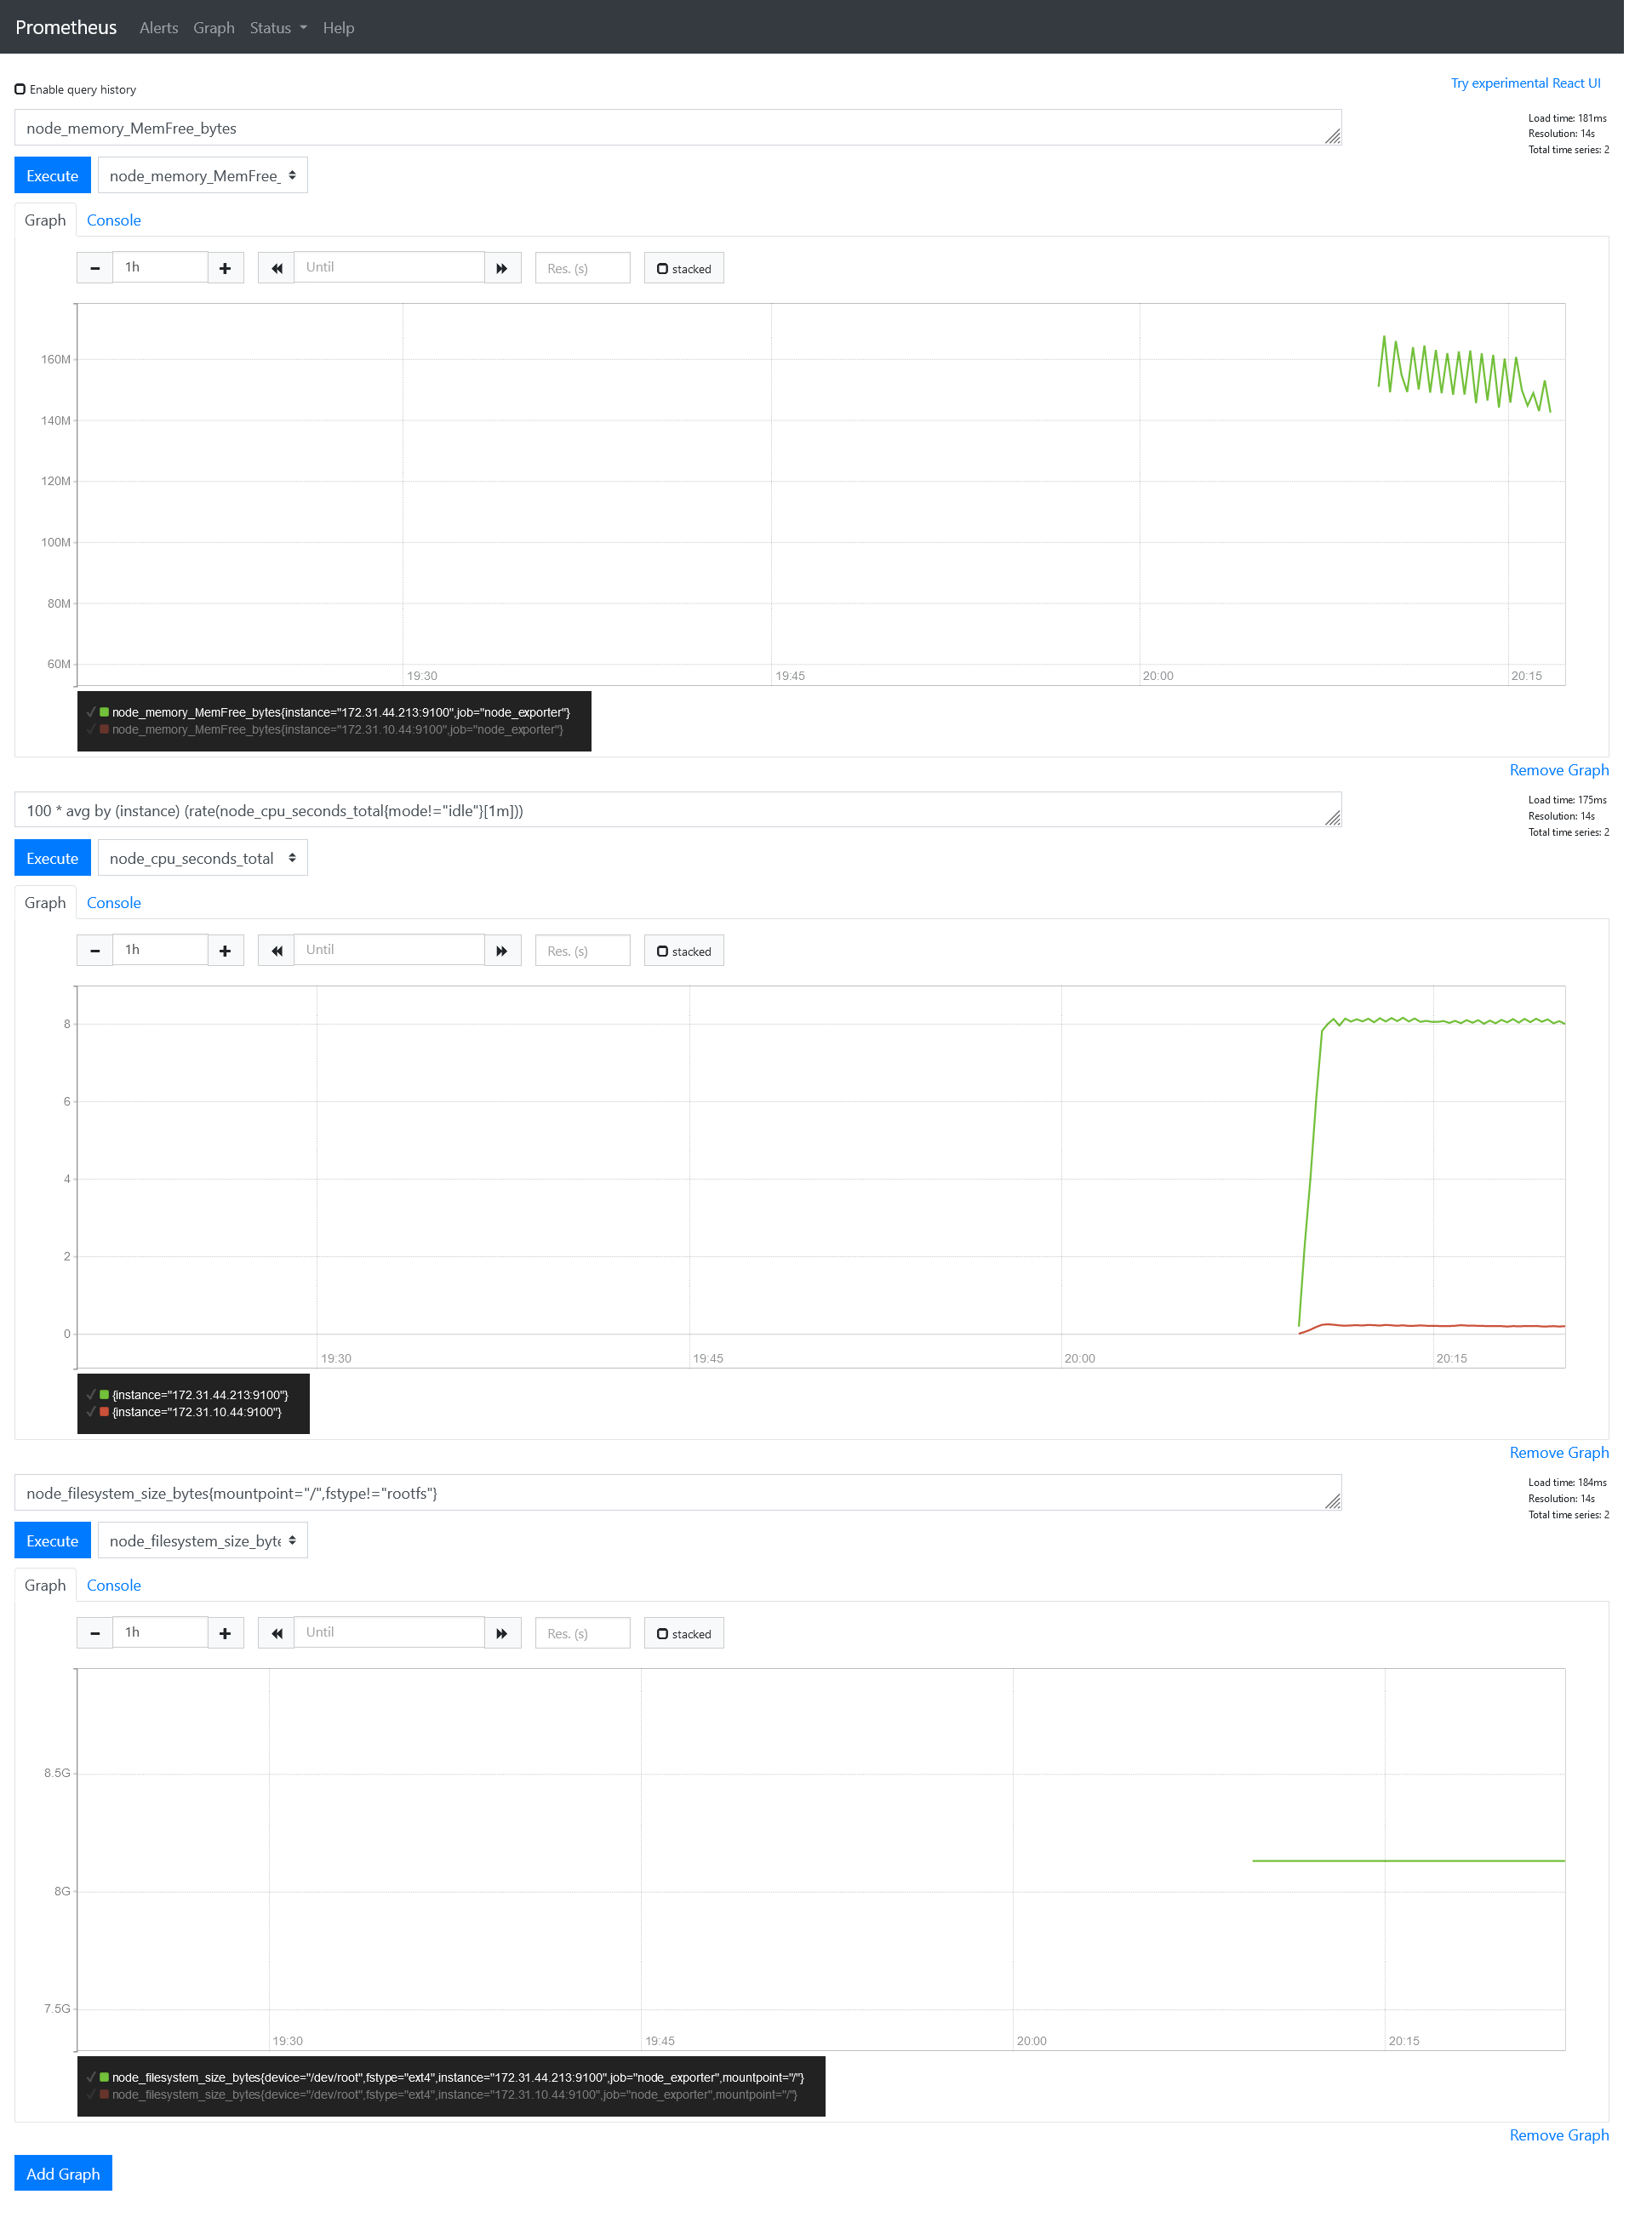 Prometheus Alerts Graph Status Help
Enable query history
Try experimental React UI
node_memory_MemFree_bytes
Load time: 181ms
Resolution: 14s
Total time series: 2
Execute node_memory_MemFree_
Graph Console
1h Until Res. (s) stacked
160M
140M
120M
100M
80M
60M
19:30 19:45 20:00 20:15
node_memory_MemFree_bytes{instance="172.31.44.213:9100",job="node_exporter"}
node_memory_MemFree_bytes{instance="172.31.10.44:9100",job="node_exporter"}
Remove Graph
100 * avg by (instance) (rate(node_cpu_seconds_total{mode!="idle"}[1m]))
Load time: 175ms
Resolution: 14s
Total time series: 2
Execute node_cpu_seconds_total
Graph Console
1h Until Res. (s) stacked
8
6
4
2
0
19:30 19:45 20:00 20:15
{instance="172.31.44.213:9100"}
{instance="172.31.10.44:9100"}
Remove Graph
node_filesystem_size_bytes{mountpoint="/",fstype!="rootfs"}
Load time: 184ms
Resolution: 14s
Total time series: 2
Execute node_filesystem_size_byte
Graph Console
1h Until Res. (s) stacked
8.5G
8G
7.5G
19:30 19:45 20:00 20:15
node_filesystem_size_bytes{device="/dev/root",fstype="ext4",instance="172.31.44.213:9100",job="node_exporter",mountpoint="/"}
node_filesystem_size_bytes{device="/dev/root",fstype="ext4",instance="172.31.10.44:9100",job="node_exporter",mountpoint="/"}
Remove Graph
Add Graph